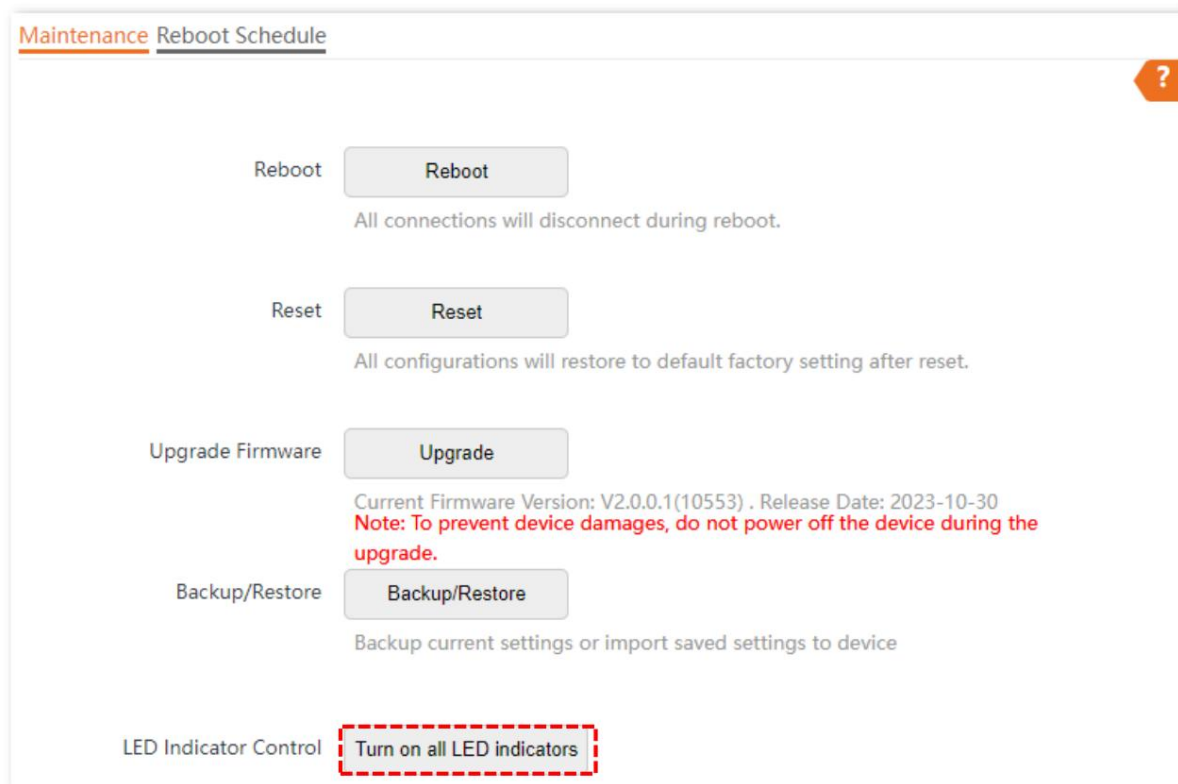 Maintenance Reboot Schedule
?
Reboot Reboot
All connections will disconnect during reboot.
Reset Reset
All configurations will restore to default factory setting after reset.
Upgrade Firmware Upgrade
Current Firmware Version: V2.0.0.1(10553) . Release Date: 2023-10-30
Note: To prevent device damages, do not power off the device during the
upgrade.
Backup/Restore Backup/Restore
Backup current settings or import saved settings to device
LED Indicator Control Turn on all LED indicators